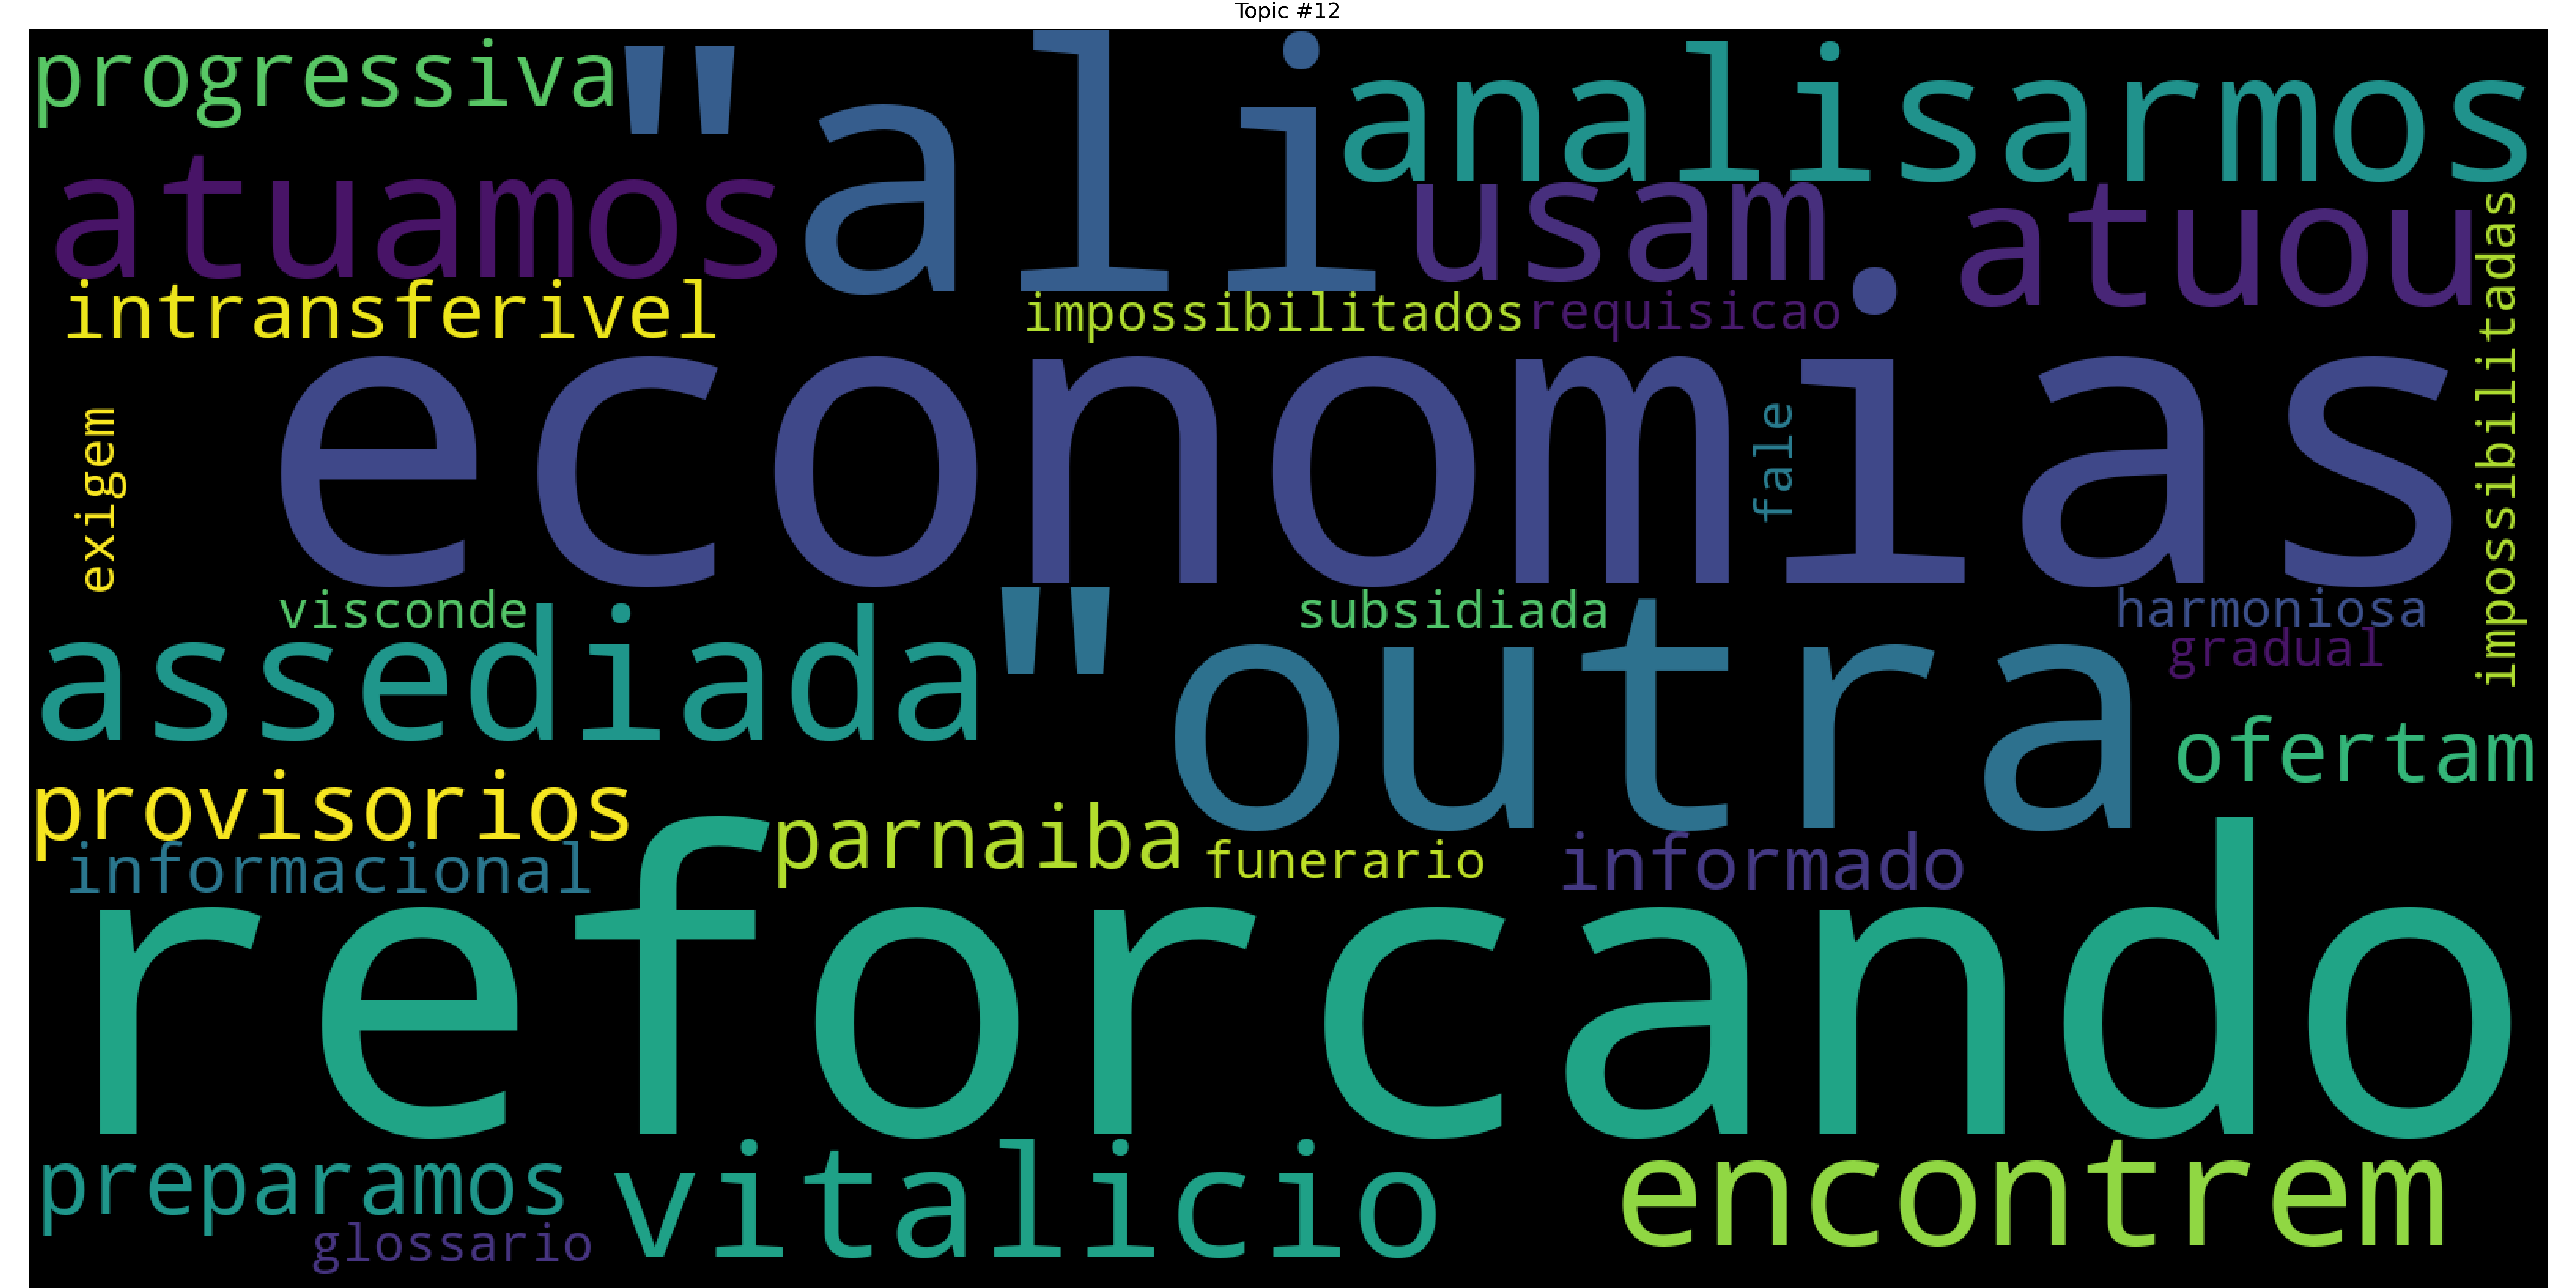 Topic #12
progressiva
"ali
analisarmos
atuamos
usam
atuou
impossibilitadas
intransferivel
impossibilitados
requisicao
economias
exigem
fale
visconde
subsidiada
harmoniosa
gradual
assediada
"outra
ofertam
provisorios
parnaiba
funerario
informado
informacional
reforcando
preparamos
vitalicio
encontrem
glossario